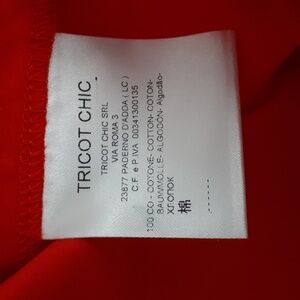 TRICOT CHIC
TRICOT CHIC SRL
VIA ROMA 3
23877 PADERNO D'ADDA ( LC )
C.F. e P.IVA 00341300135
100 CO - COTONE- COTTON- COTON-
BAUMWOLLE- ALGODÓN- Algodão-
ХЛОПОК
棉